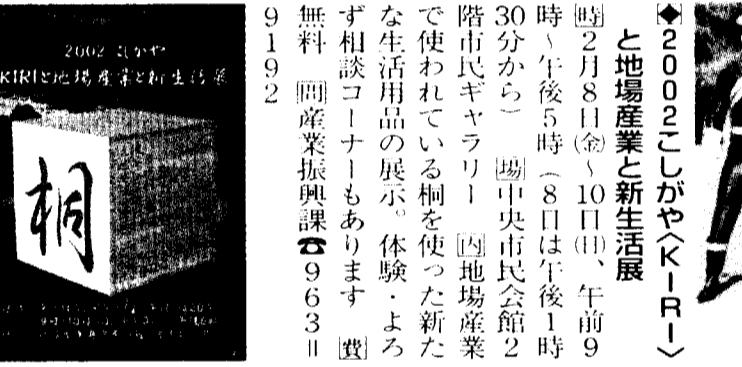 ◆2002こしがや〈KIRI〉
と地場産業と新生活展
時2月8日㈮～10日㈰、午前9
時～午後5時（8日は午後1時
30分から） 場中央市民会館2
階市民ギャラリー 内地場産業
で使われている桐を使った新た
な生活用品の展示。体験・よろ
ず相談コーナーもあります 費
無料 問産業振興課☎963＝
9192
2002 こしがや
KIRIと地場産業と新生活展
桐